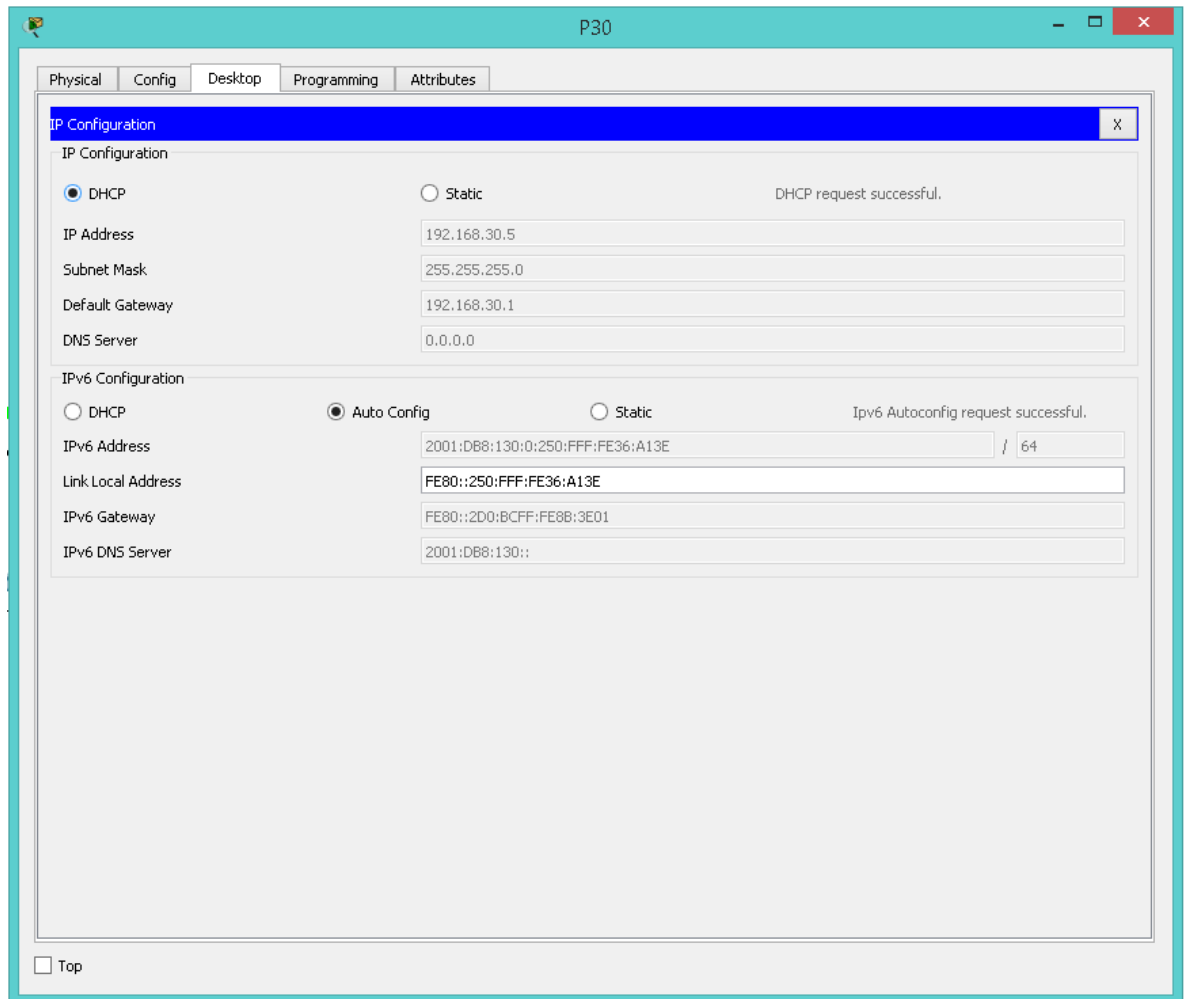 P30
Physical Config Desktop Programming Attributes
IP Configuration X
IP Configuration
DHCP Static DHCP request successful.
IP Address 192.168.30.5
Subnet Mask 255.255.255.0
Default Gateway 192.168.30.1
DNS Server 0.0.0.0
IPv6 Configuration
DHCP Auto Config Static Ipv6 Autoconfig request successful.
IPv6 Address 2001:DB8:130:0:250:FFF:FE36:A13E / 64
Link Local Address FE80::250:FFF:FE36:A13E
IPv6 Gateway FE80::2D0:BCFF:FE8B:3E01
IPv6 DNS Server 2001:DB8:130::
Top